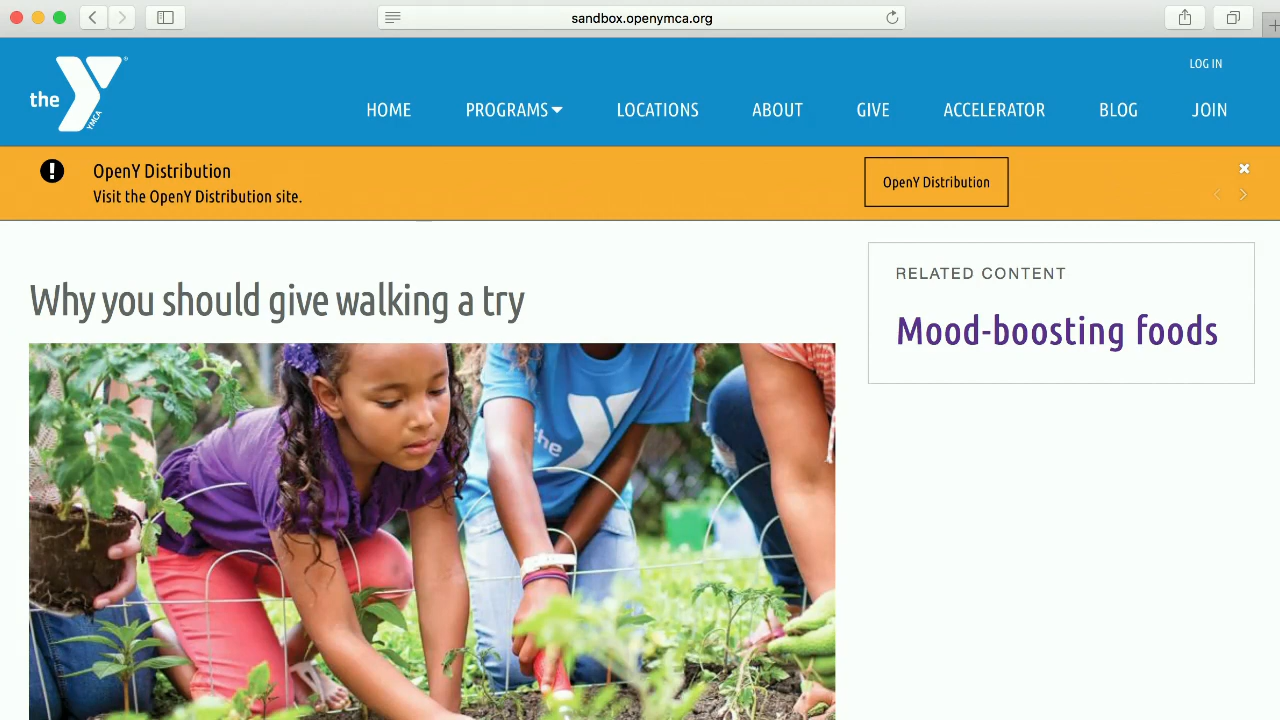 sandbox.openymca.org
LOG IN
the
YMCA
HOME PROGRAMS LOCATIONS ABOUT GIVE ACCELERATOR BLOG JOIN
OpenY Distribution
Visit the OpenY Distribution site.
OpenY Distribution
Why you should give walking a try
RELATED CONTENT
Mood-boosting foods
the